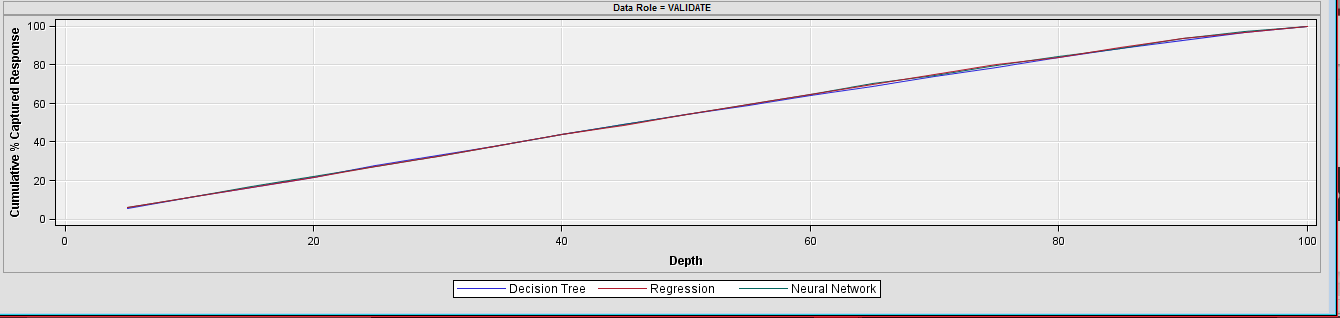 Data Role = VALIDATE
Cumulative % Captured Response
100
80
60
40
20
0
0 20 40 60 80 100
Depth
Decision Tree Regression Neural Network